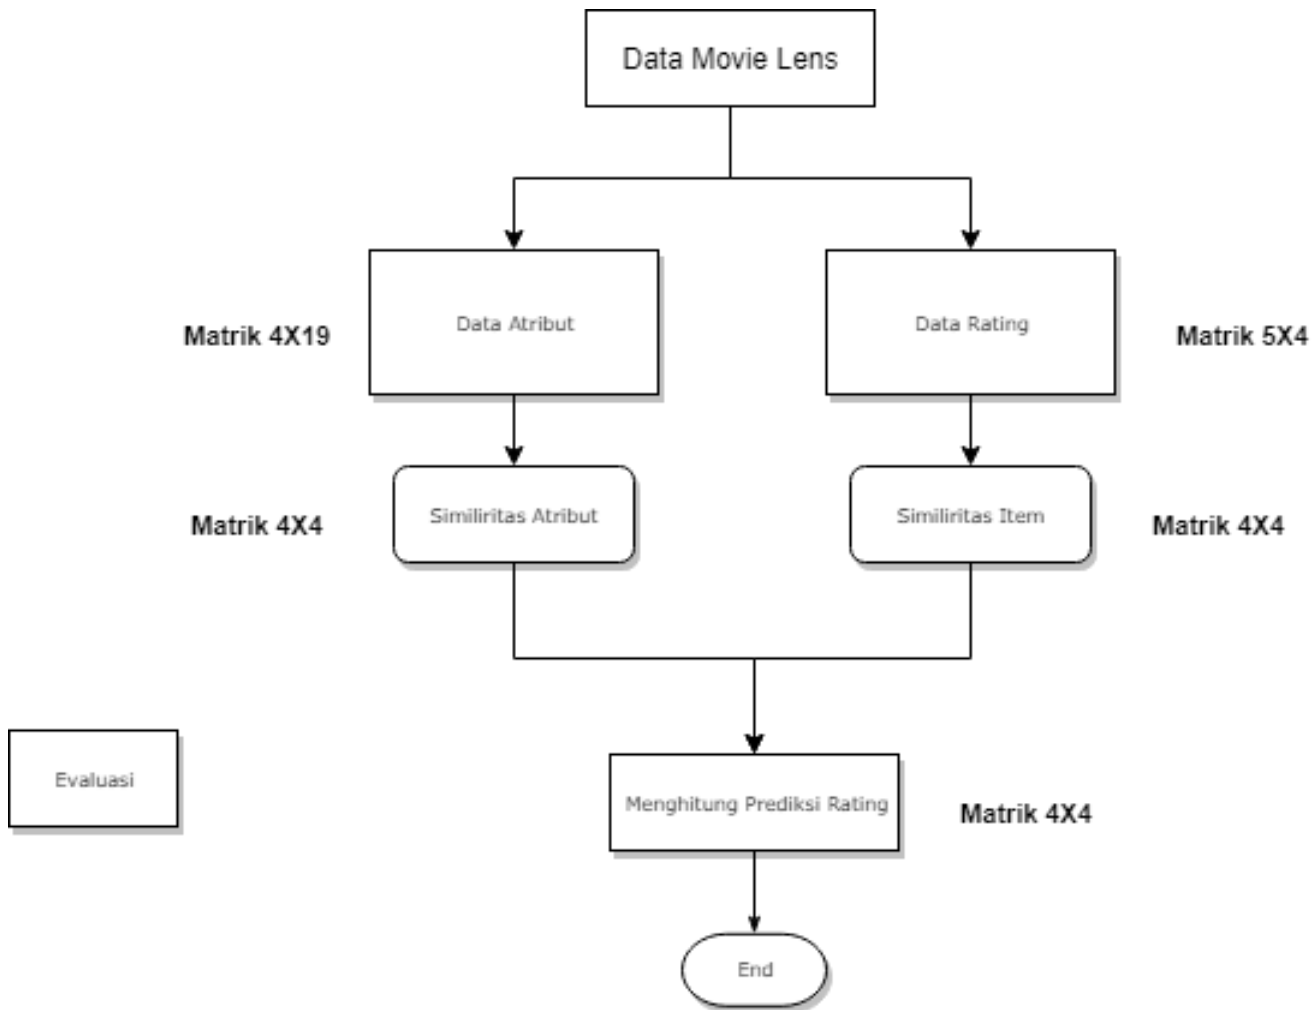 Data Movie Lens
Matrik 4X19
Data Atribut
Data Rating
Matrik 5X4
Matrik 4X4
Similiritas Atribut
Similiritas Item
Matrik 4X4
Evaluasi
Menghitung Prediksi Rating
Matrik 4X4
End